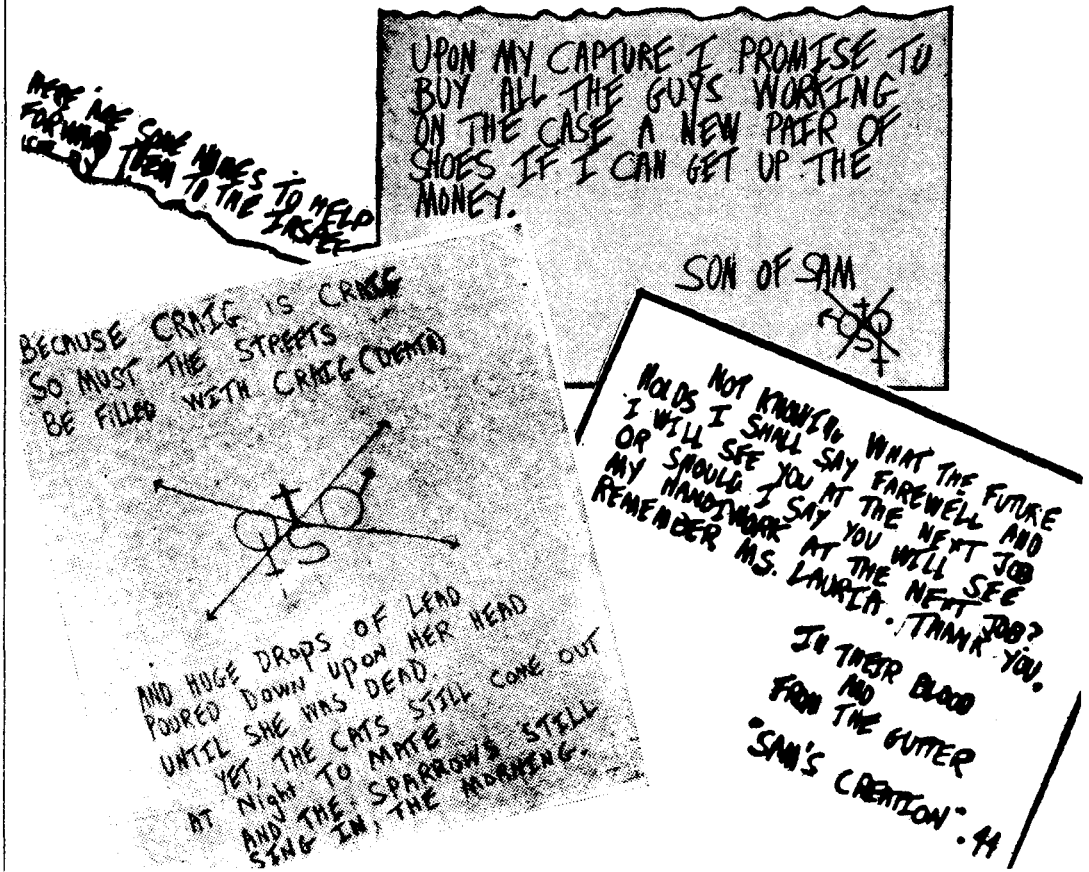 HERE ARE SOME NAMES TO HELP
FORWARD THEM TO THE INSPEC
UPON MY CAPTURE I PROMISE TO
BUY ALL THE GUYS WORKING
ON THE CASE A NEW PAIR OF
SHOES IF I CAN GET UP THE
MONEY.
SON OF SAM
BECAUSE CRAIG IS CRAIG
SO MUST THE STREETS
BE FILLED WITH CRAIG (DEATH)
S
AND HUGE DROPS OF LEAD
POURED DOWN UPON HER HEAD
UNTIL SHE WAS DEAD.
YET, THE CATS STILL COME OUT
AT Night TO MATE
AND THE SPARROWS STILL
SING IN THE MORNING.
NOT KNOWING WHAT THE FUTURE
HOLDS I SHALL SAY FAREWELL AND
I WILL SEE YOU AT THE NEXT JOB
OR SHOULD I SAY YOU WILL SEE
MY HANDIWORK AT THE NEXT JOB?
REMEMBER MS. LAURIA. THANK YOU.
IN THEIR BLOOD
AND
FROM THE GUTTER
"SAM'S CREATION" .44